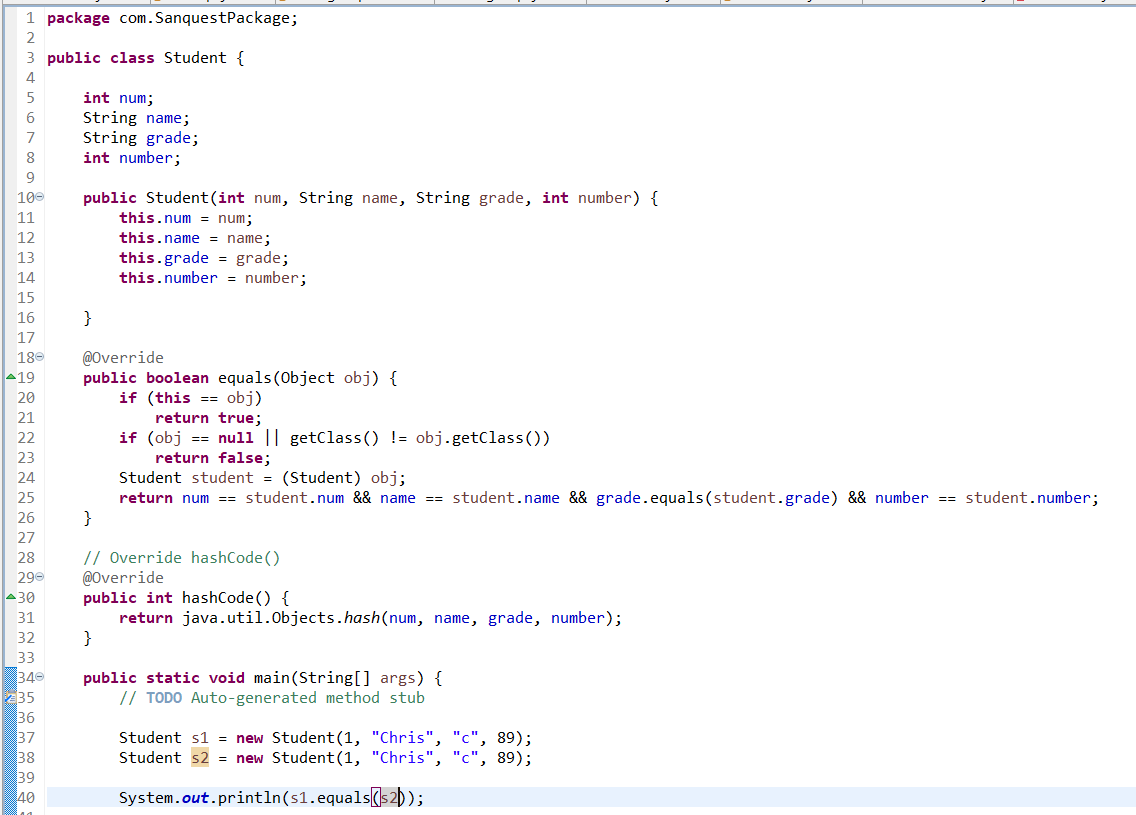 1 package com.SanquestPackage;
2
3 public class Student {
4
5     int num;
6     String name;
7     String grade;
8     int number;
9
10     public Student(int num, String name, String grade, int number) {
11         this.num = num;
12         this.name = name;
13         this.grade = grade;
14         this.number = number;
15
16     }
17
18     @Override
19     public boolean equals(Object obj) {
20         if (this == obj)
21             return true;
22         if (obj == null || getClass() != obj.getClass())
23             return false;
24         Student student = (Student) obj;
25         return num == student.num && name == student.name && grade.equals(student.grade) && number == student.number;
26     }
27
28     // Override hashCode()
29     @Override
30     public int hashCode() {
31         return java.util.Objects.hash(num, name, grade, number);
32     }
33
34     public static void main(String[] args) {
35         // TODO Auto-generated method stub
36
37         Student s1 = new Student(1, "Chris", "c", 89);
38         Student s2 = new Student(1, "Chris", "c", 89);
39
40         System.out.println(s1.equals(s2));